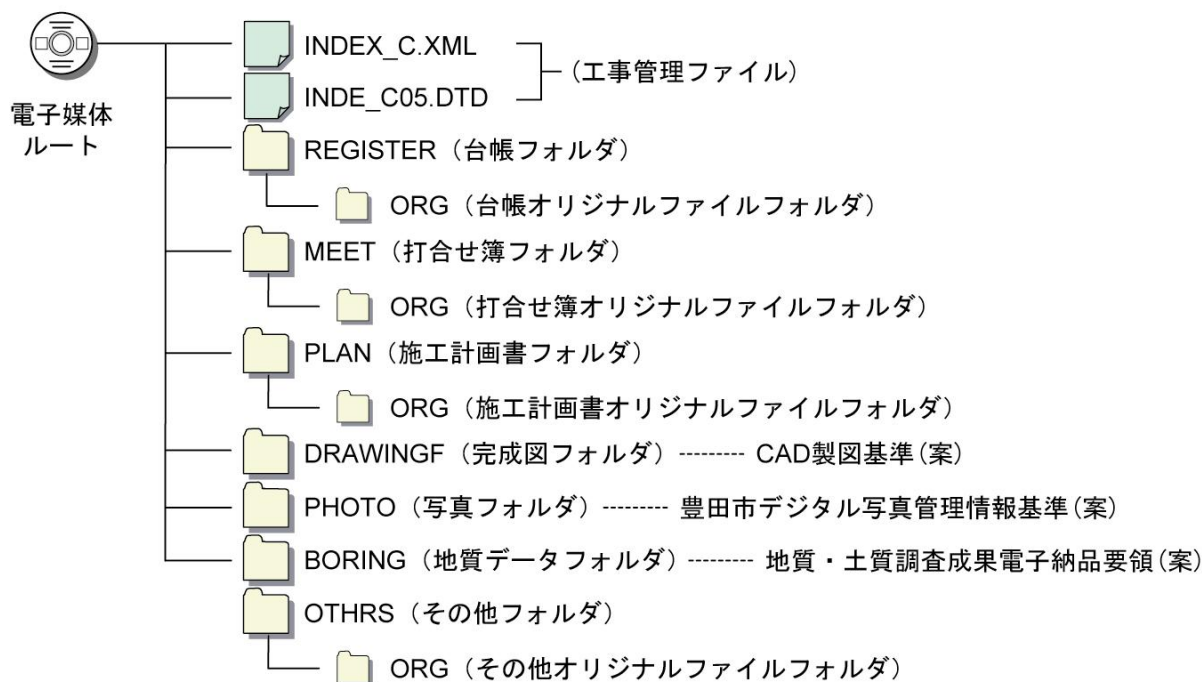 電子媒体
ルート
INDEX_C.XML
INDE_C05.DTD
(工事管理ファイル)
REGISTER（台帳フォルダ）
ORG（台帳オリジナルファイルフォルダ）
MEET（打合せ簿フォルダ）
ORG（打合せ簿オリジナルファイルフォルダ）
PLAN（施工計画書フォルダ）
ORG（施工計画書オリジナルファイルフォルダ）
DRAWINGF（完成図フォルダ）--------- CAD製図基準(案)
PHOTO（写真フォルダ）--------- 豊田市デジタル写真管理情報基準(案)
BORING（地質データフォルダ）--------- 地質・土質調査成果電子納品要領(案)
OTHRS（その他フォルダ）
ORG（その他オリジナルファイルフォルダ）